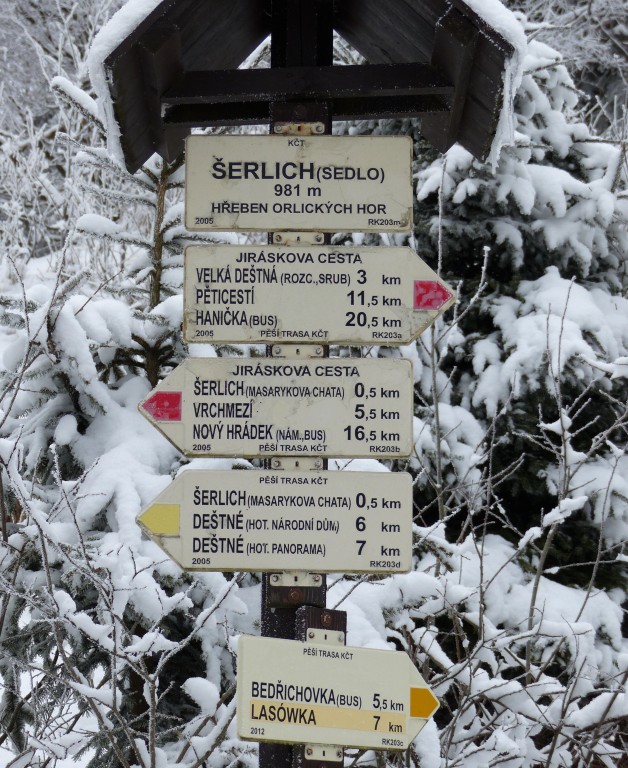 KČT
ŠERLICH (SEDLO)
981 m
HŘEBEN ORLICKÝCH HOR
2005 RK203m
JIRÁSKOVA CESTA
VELKÁ DEŠTNÁ (ROZC.,SRUB) 3 km
PĚTICESTÍ 11,5 km
HANIČKA (BUS) 20,5 km
2005 PĚŠÍ TRASA KČT RK203a
JIRÁSKOVA CESTA
ŠERLICH (MASARYKOVA CHATA) 0,5 km
VRCHMEZÍ 5,5 km
NOVÝ HRÁDEK (NÁM.,BUS) 16,5 km
2005 PĚŠÍ TRASA KČT RK203b
PĚŠÍ TRASA KČT
ŠERLICH (MASARYKOVA CHATA) 0,5 km
DEŠTNÉ (HOT. NÁRODNÍ DŮM) 6 km
DEŠTNÉ (HOT. PANORAMA) 7 km
2005 RK203d
PĚŠÍ TRASA KČT
BEDŘICHOVKA (BUS) 5,5 km
LASÓWKA 7 km
2012 RK203c